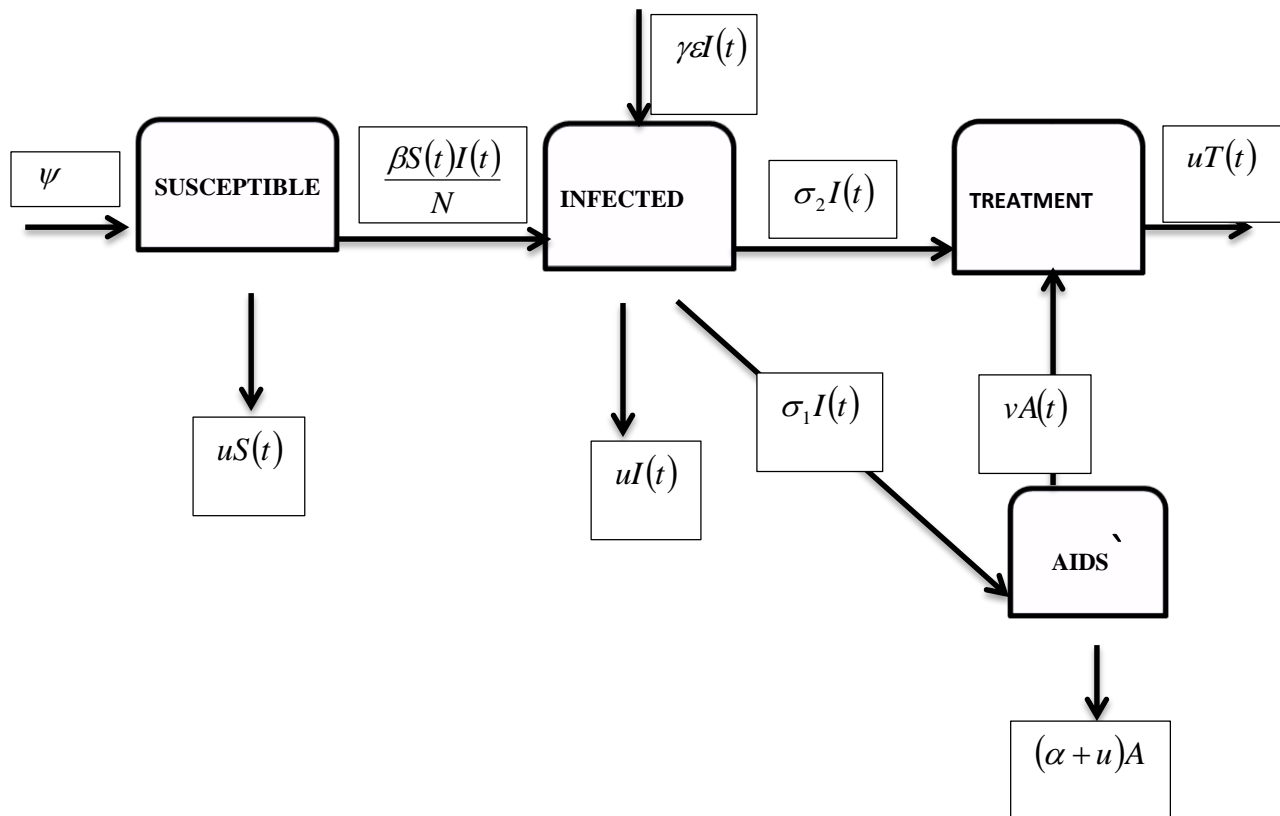 γεI(t)
ψ
SUSCEPTIBLE
βS(t)I(t)
N
INFECTED
σ₂I(t)
TREATMENT
uT(t)
uS(t)
uI(t)
σ₁I(t)
vA(t)
AIDS`
(α + u)A